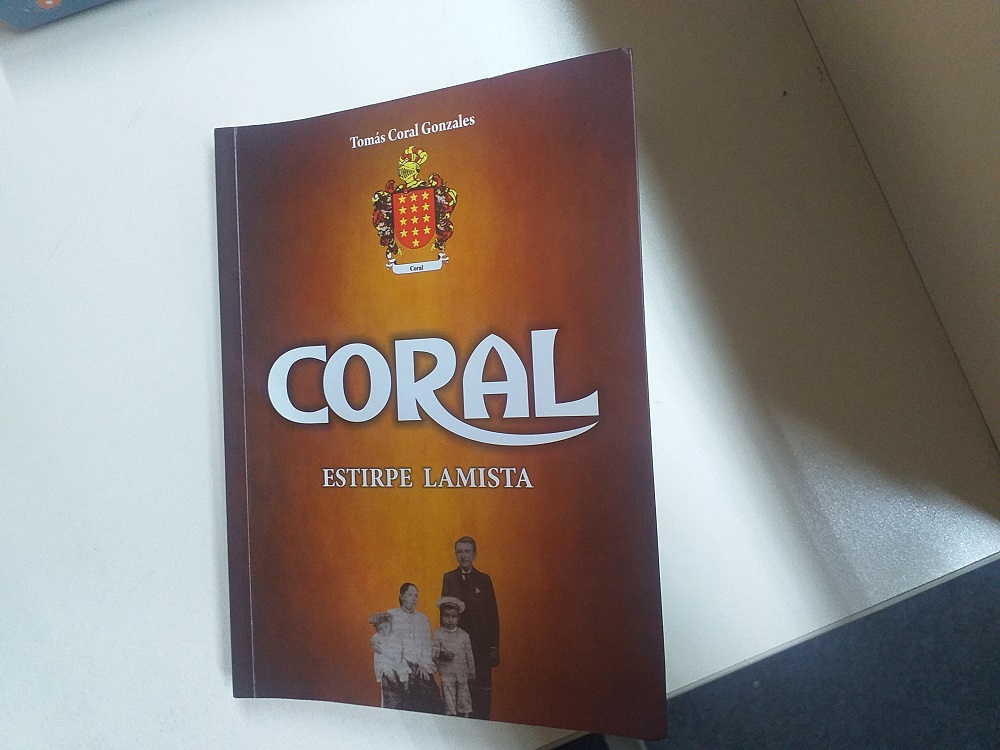 Tomás Coral Gonzales
Coral
CORAL
ESTIRPE LAMISTA